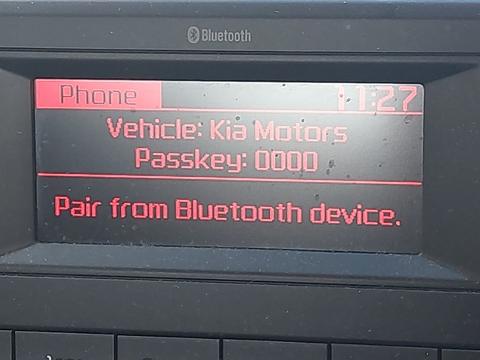 Bluetooth
Phone 11:27
Vehicle: Kia Motors
Passkey: 0000
Pair from Bluetooth device.